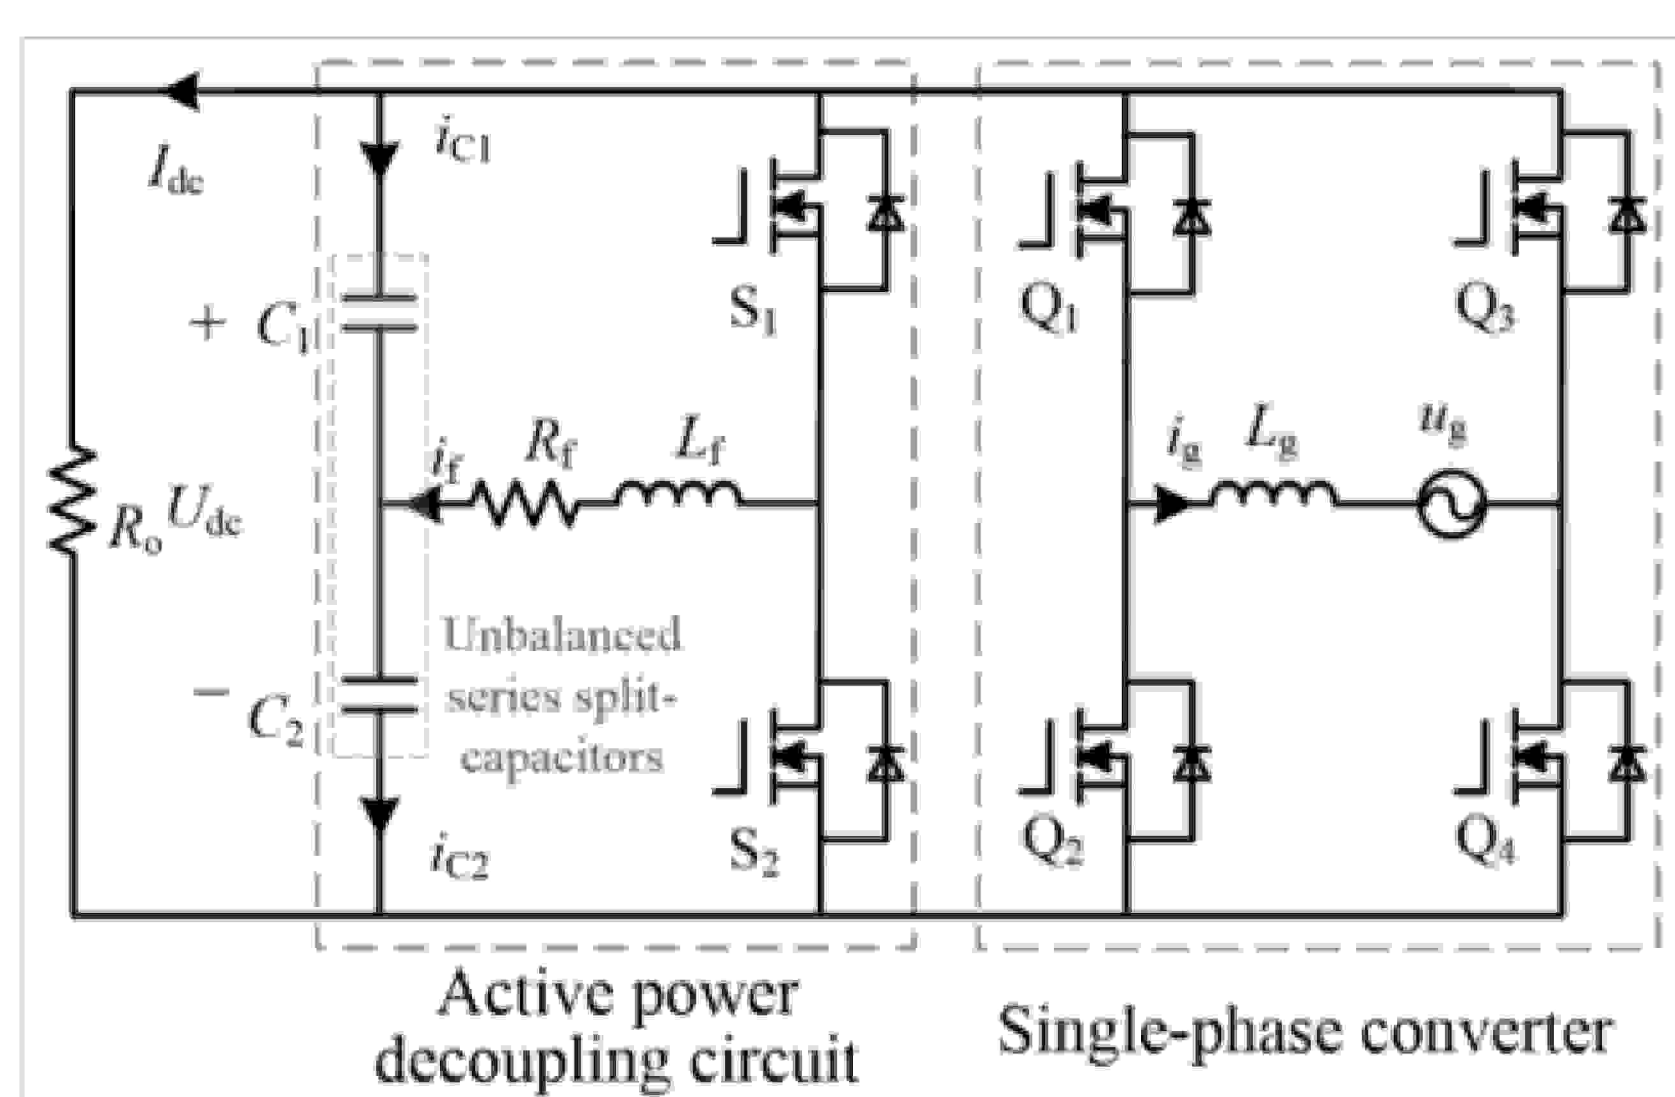 I_dc
i_C1
+ C_1
S_1
Q_1
Q_3
R_o
U_dc
i_f
R_f
L_f
i_g
L_g
u_g
Unbalanced
series split-
capacitors
− C_2
i_C2
S_2
Q_2
Q_4
Active power
decoupling circuit
Single-phase converter